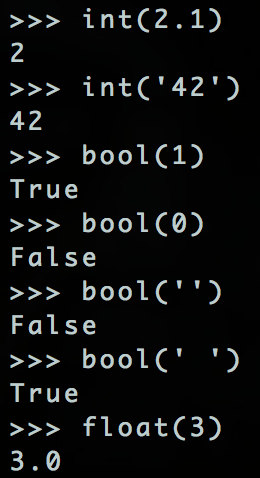 >>> int(2.1)
2
>>> int('42')
42
>>> bool(1)
True
>>> bool(0)
False
>>> bool('')
False
>>> bool(' ')
True
>>> float(3)
3.0